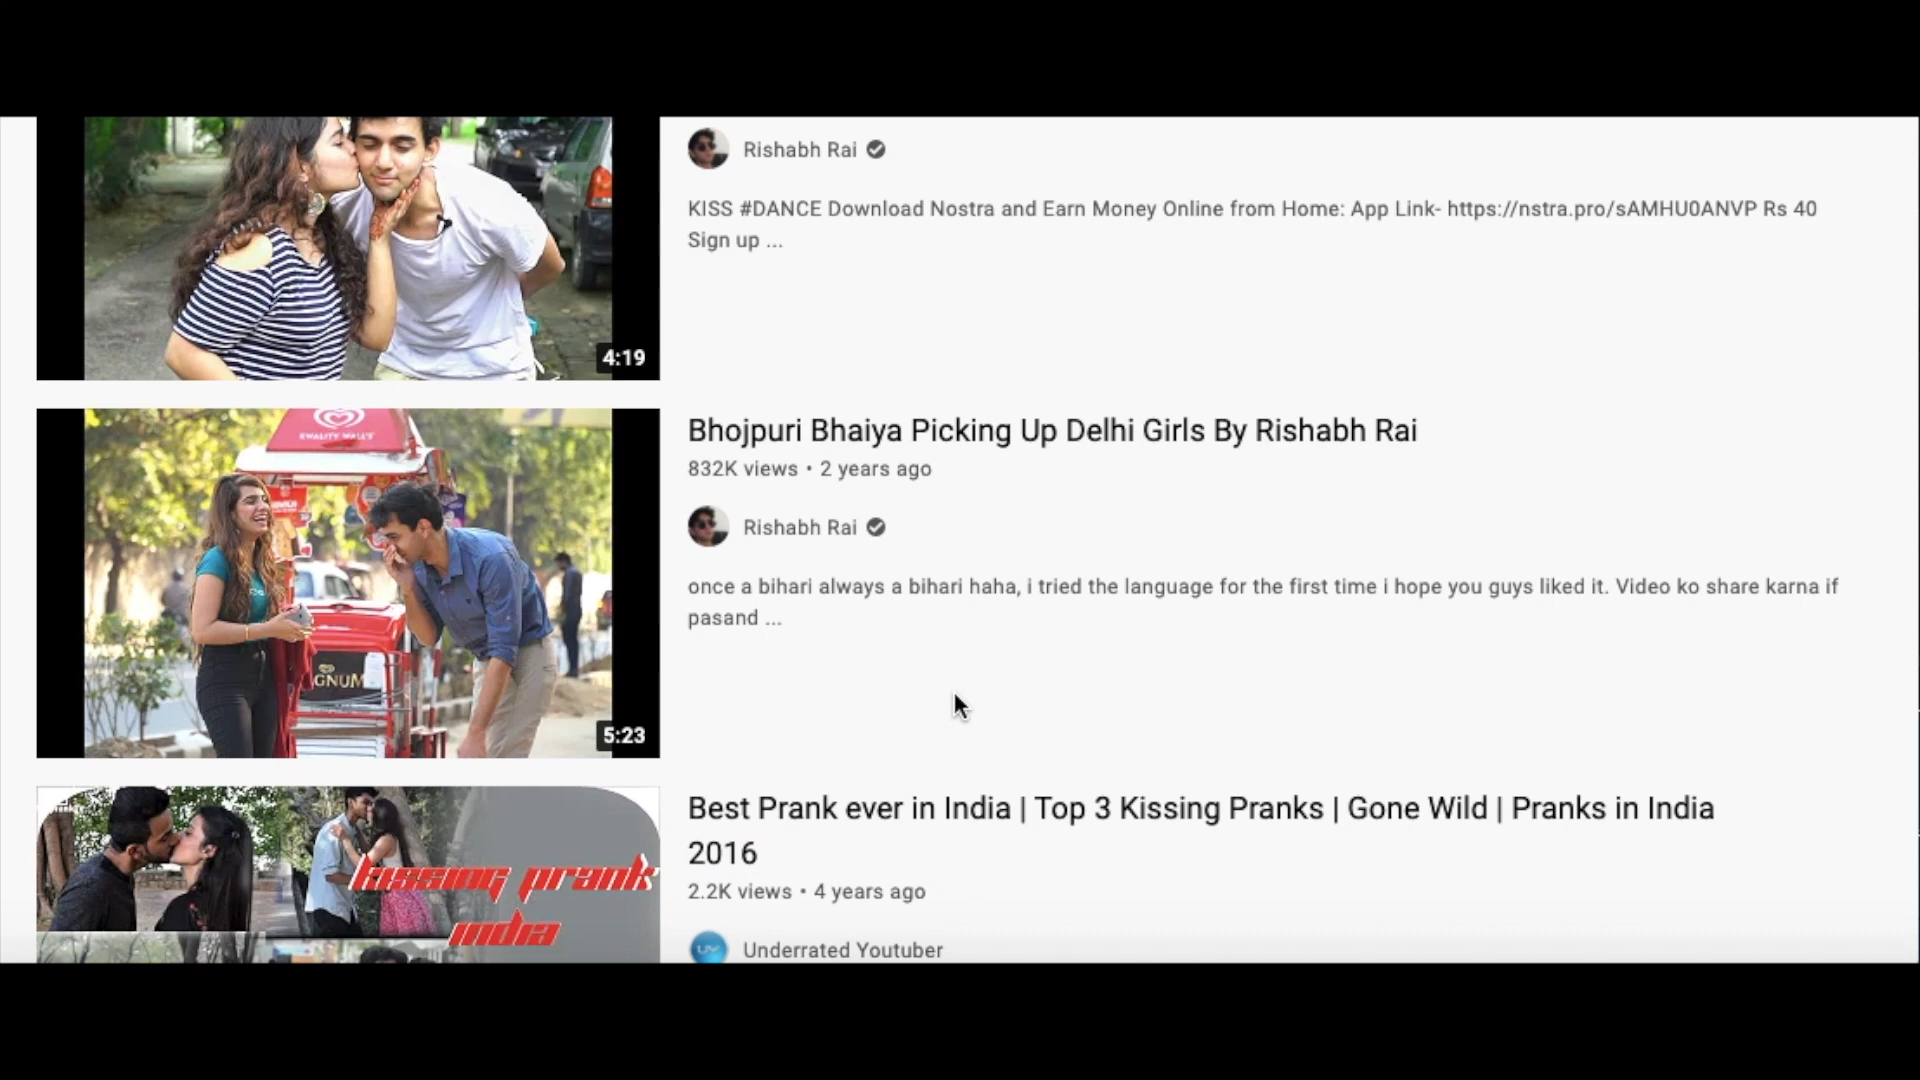 Rishabh Rai
KISS #DANCE Download Nostra and Earn Money Online from Home: App Link- https://nstra.pro/sAMHU0ANVP Rs 40
Sign up ...
4:19
KWALITY WALL'S
GNUM
5:23
Bhojpuri Bhaiya Picking Up Delhi Girls By Rishabh Rai
832K views • 2 years ago
Rishabh Rai
once a bihari always a bihari haha, i tried the language for the first time i hope you guys liked it. Video ko share karna if
pasand ...
kissing prank
india
Best Prank ever in India | Top 3 Kissing Pranks | Gone Wild | Pranks in India
2016
2.2K views • 4 years ago
Underrated Youtuber